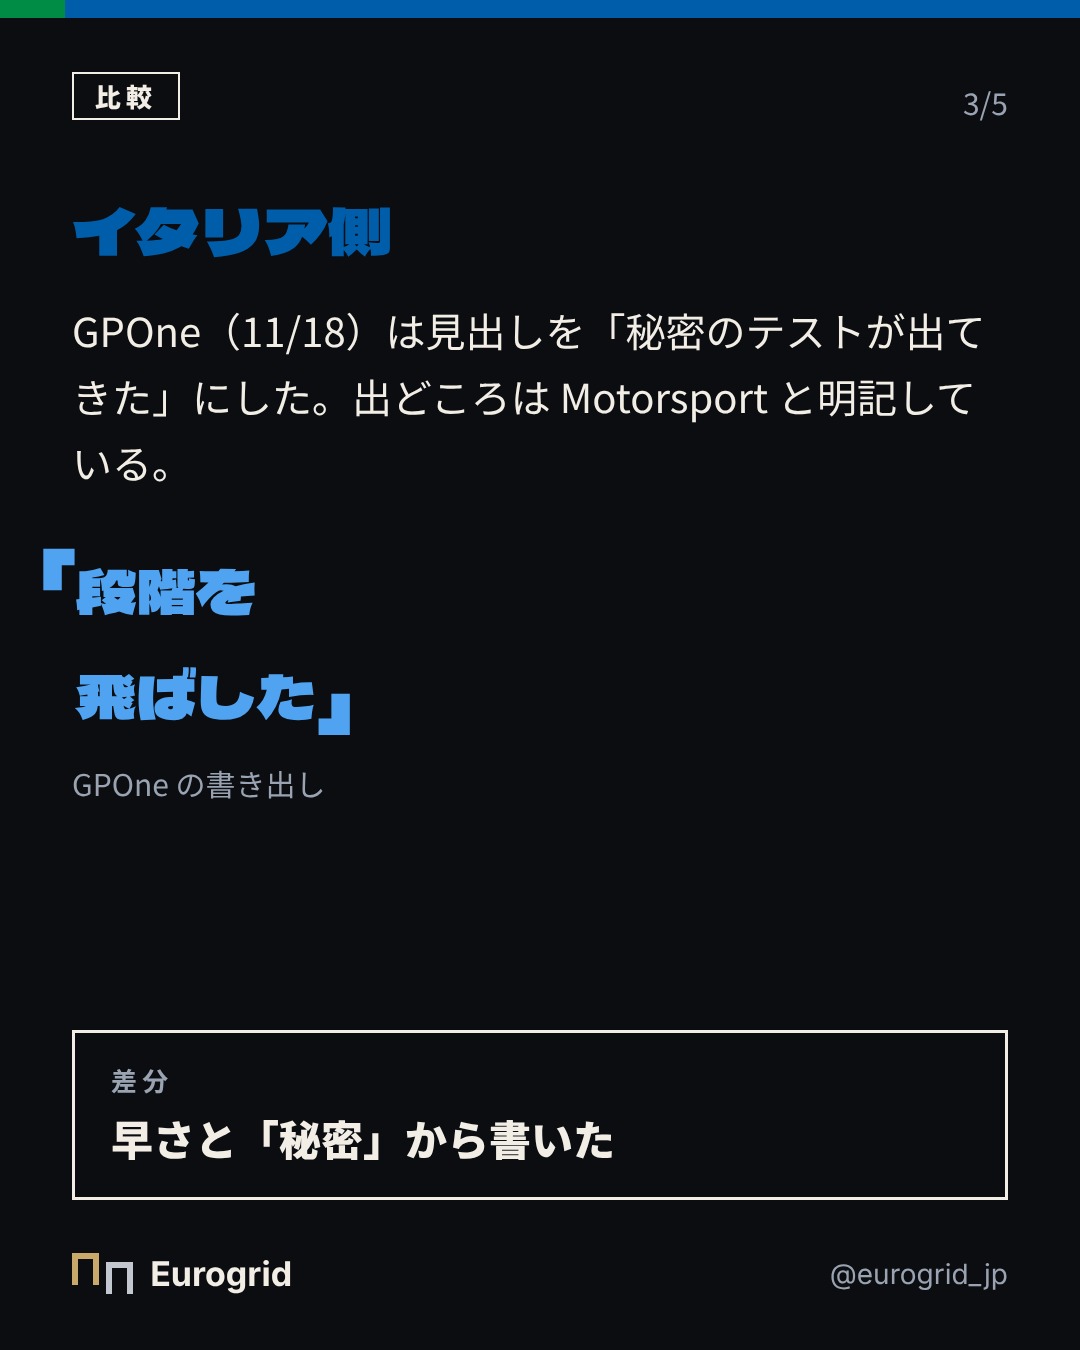 比較
3/5
イタリア側
GPOne（11/18）は見出しを「秘密のテストが出て
きた」にした。出どころは Motorsport と明記して
いる。
「段階を
飛ばした」
GPOne の書き出し
差分
早さと「秘密」から書いた
Eurogrid
@eurogrid_jp